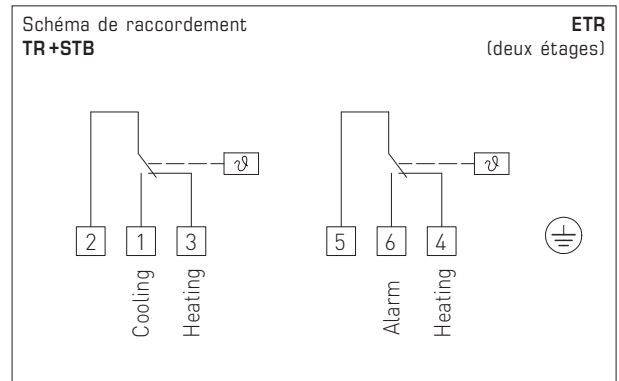 Schéma de raccordement
TR+STB
ETR
(deux étages)
ϑ
ϑ
2 1 3
5 6 4
Cooling
Heating
Alarm
Heating